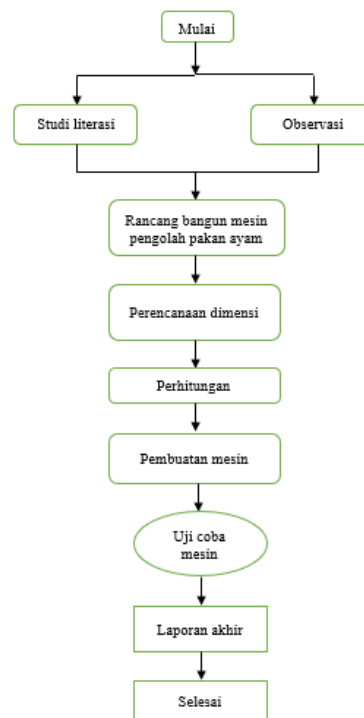 Mulai
Studi literasi
Observasi
Rancang bangun mesin
pengolah pakan ayam
Perencanaan dimensi
Perhitungan
Pembuatan mesin
Uji coba
mesin
Laporan akhir
Selesai